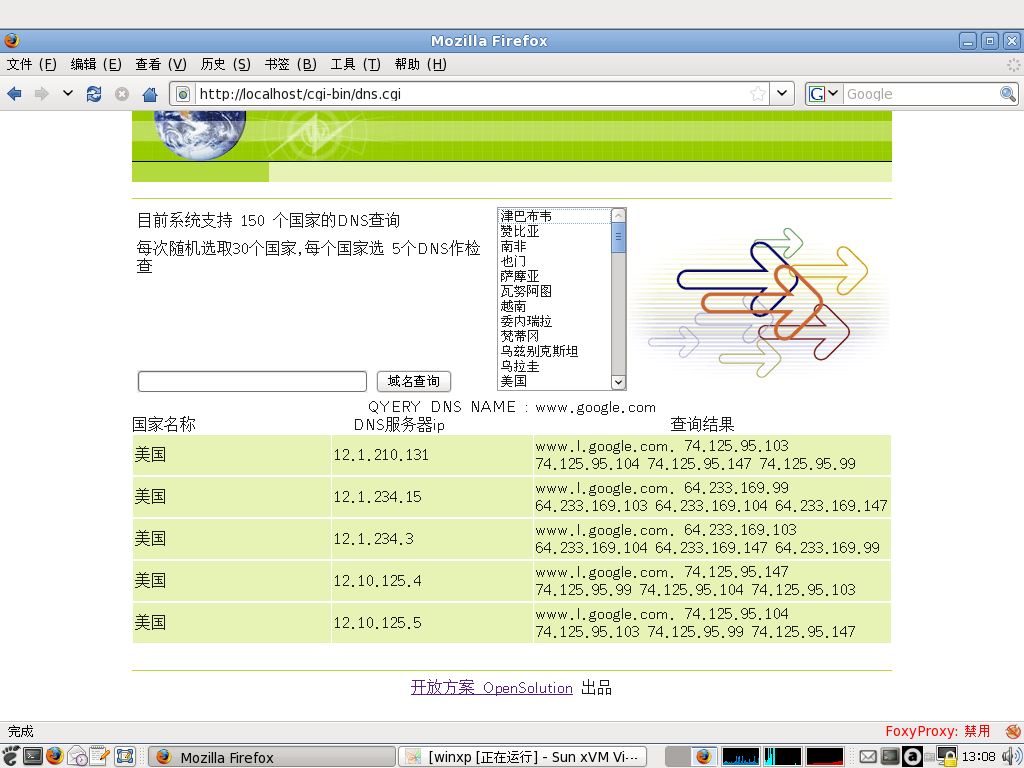 Mozilla Firefox
文件 (F) 编辑 (E) 查看 (V) 历史 (S) 书签 (B) 工具 (T) 帮助 (H)
http://localhost/cgi-bin/dns.cgi
Google
目前系统支持 150 个国家的DNS查询
每次随机选取30个国家,每个国家选 5个DNS作检
查
津巴布韦
赞比亚
南非
也门
萨摩亚
瓦努阿图
越南
委内瑞拉
梵蒂冈
乌兹别克斯坦
乌拉圭
美国
域名查询
QYERY DNS NAME : www.google.com
国家名称 DNS服务器ip 查询结果
美国 12.1.210.131 www.l.google.com. 74.125.95.103
74.125.95.104 74.125.95.147 74.125.95.99
美国 12.1.234.15 www.l.google.com. 64.233.169.99
64.233.169.103 64.233.169.104 64.233.169.147
美国 12.1.234.3 www.l.google.com. 64.233.169.103
64.233.169.104 64.233.169.147 64.233.169.99
美国 12.10.125.4 www.l.google.com. 74.125.95.147
74.125.95.99 74.125.95.104 74.125.95.103
美国 12.10.125.5 www.l.google.com. 74.125.95.104
74.125.95.103 74.125.95.99 74.125.95.147
开放方案 OpenSolution 出品
完成
FoxyProxy: 禁用
Mozilla Firefox
[winxp [正在运行] - Sun xVM Vi···
13:08